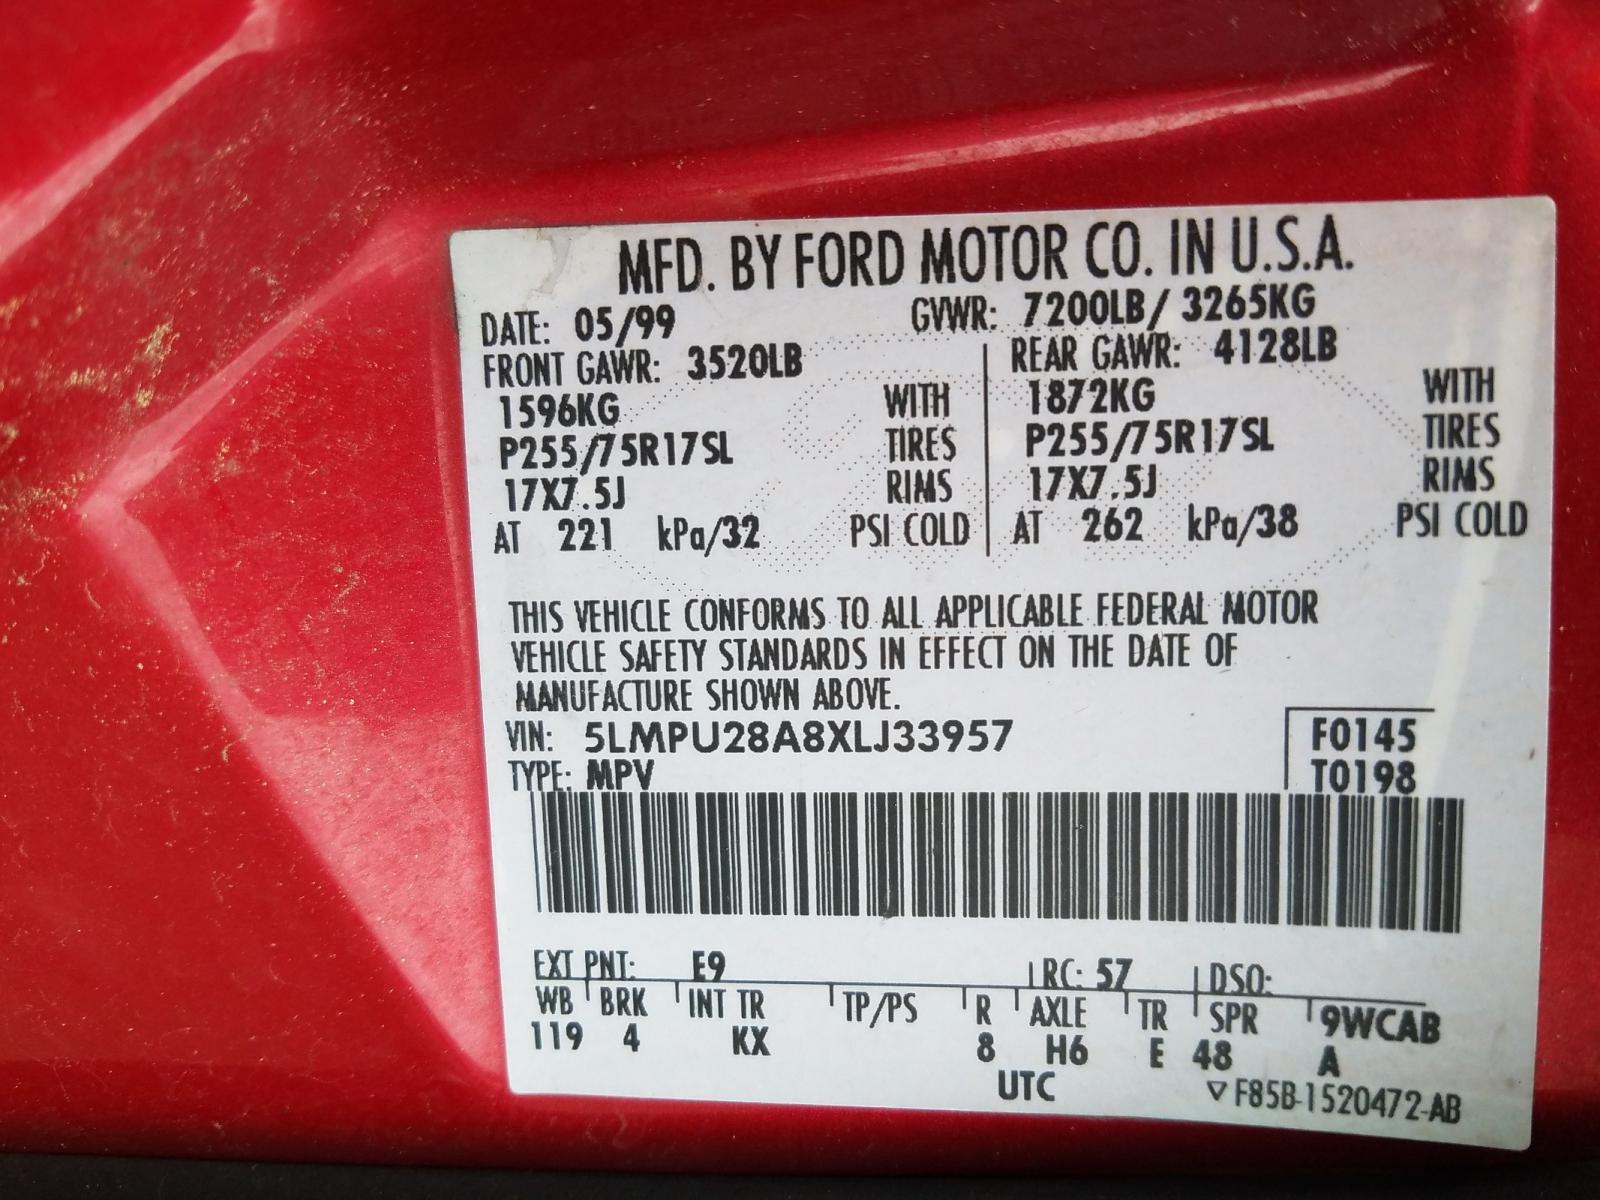 MFD. BY FORD MOTOR CO. IN U.S.A.
DATE: 05/99 GVWR: 7200LB/ 3265KG
FRONT GAWR: 3520LB REAR GAWR: 4128LB
1596KG WITH 1872KG WITH
P255/75R17SL TIRES P255/75R17SL TIRES
17X7.5J RIMS 17X7.5J RIMS
AT 221 kPa/32 PSI COLD AT 262 kPa/38 PSI COLD
THIS VEHICLE CONFORMS TO ALL APPLICABLE FEDERAL MOTOR
VEHICLE SAFETY STANDARDS IN EFFECT ON THE DATE OF
MANUFACTURE SHOWN ABOVE.
VIN: 5LMPU28A8XLJ33957 F0145
TYPE: MPV T0198
EXT PNT: E9 RC: 57 DSO:
WB BRK INT TR TP/PS R AXLE TR SPR 9WCAB
119 4 KX 8 H6 E 48 A
UTC ▽F85B-1520472-AB